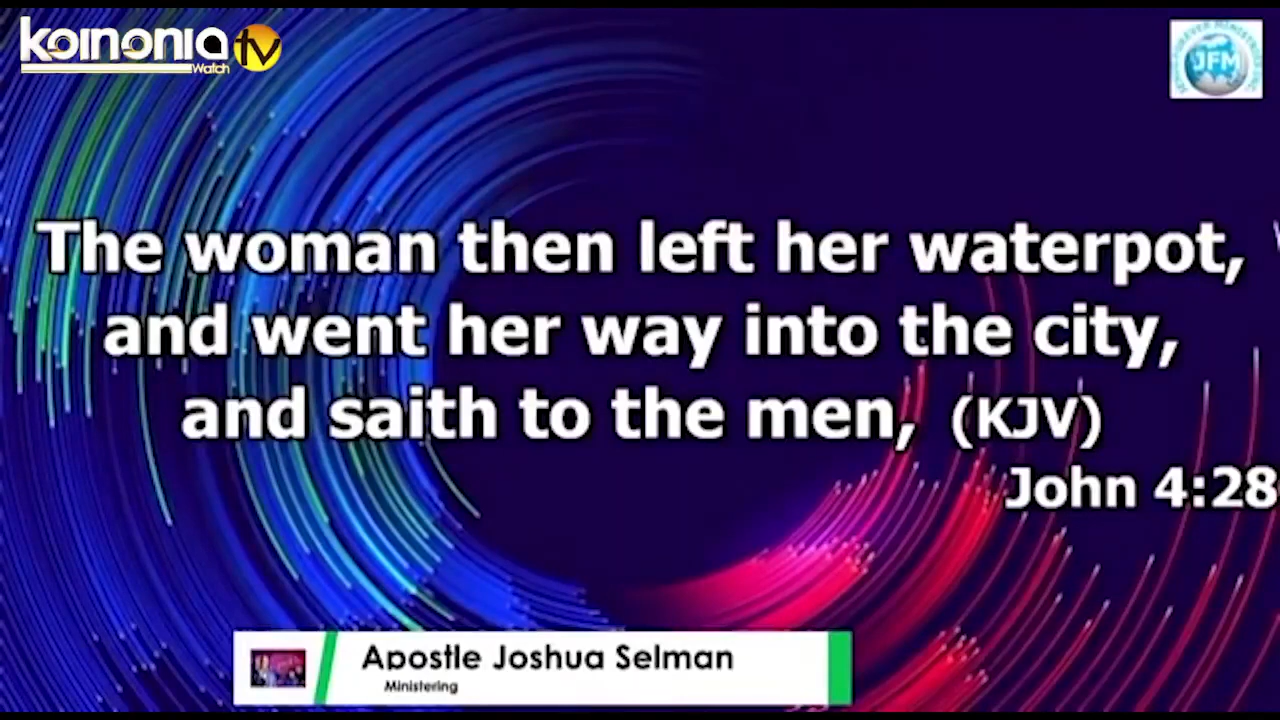 koinonia tv
Watch
JFM
The woman then left her waterpot,
and went her way into the city,
and saith to the men, (KJV)
John 4:28
Apostle Joshua Selman
Ministering